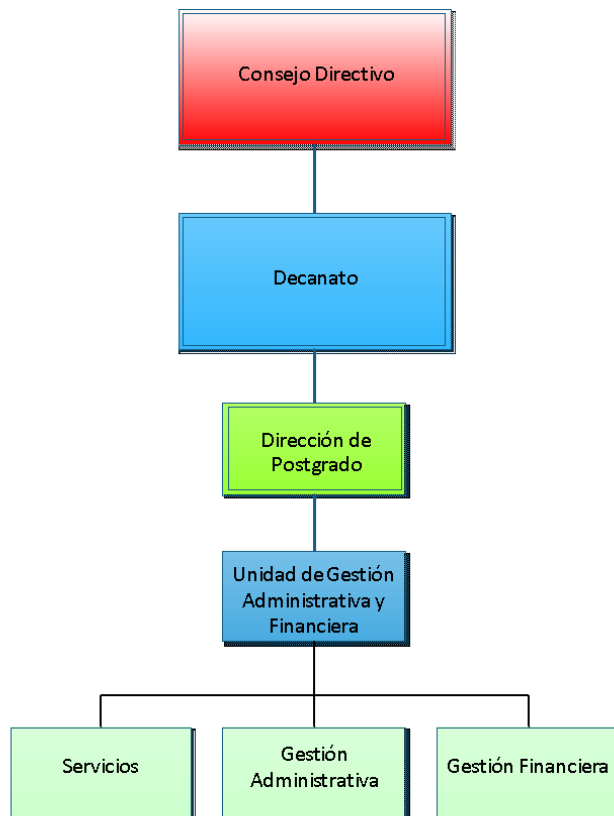 Consejo Directivo
Decanato
Dirección de
Postgrado
Unidad de Gestión
Administrativa y
Financiera
Servicios
Gestión
Administrativa
Gestión Financiera